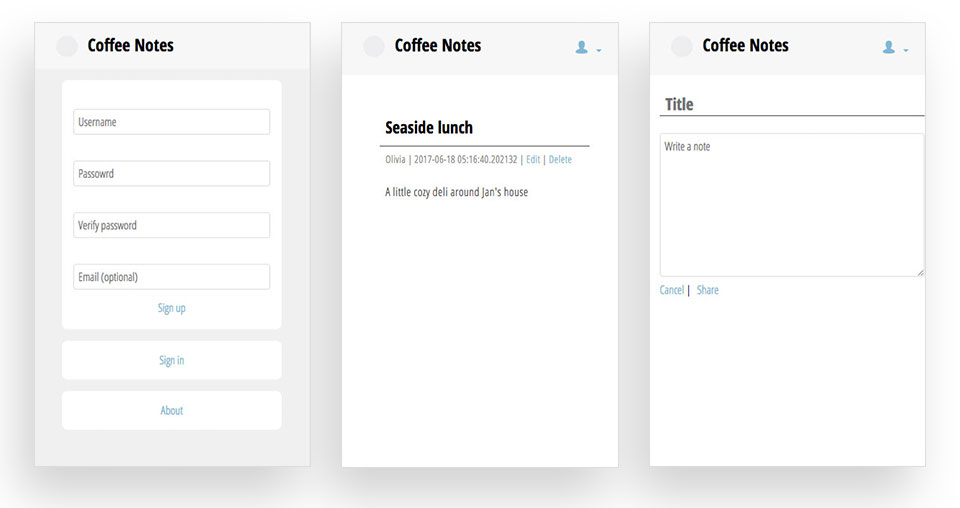 Coffee Notes
Username
Passowrd
Verify password
Email (optional)
Sign up
Sign in
About
Coffee Notes
Seaside lunch
Olivia | 2017-06-18 05:16:40.202132 | Edit | Delete
A little cozy deli around Jan's house
Coffee Notes
Title
Write a note
Cancel | Share